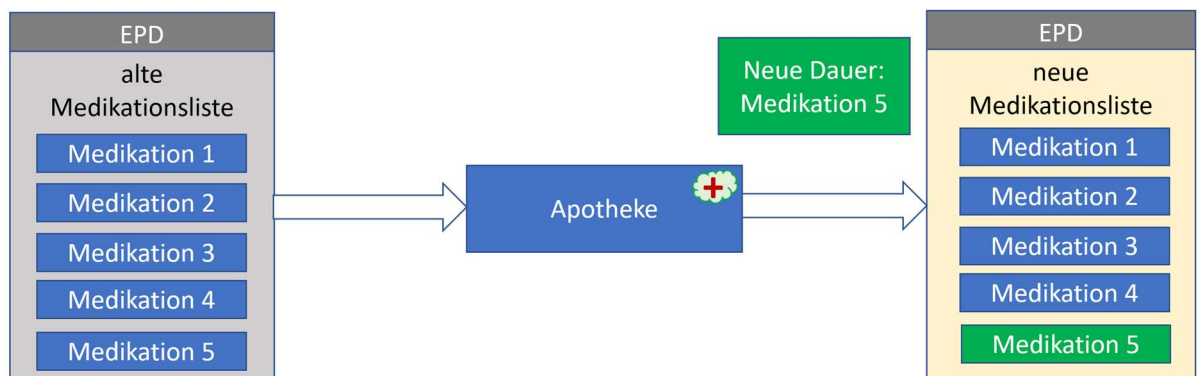 EPD
alte
Medikationsliste
Medikation 1
Medikation 2
Medikation 3
Medikation 4
Medikation 5
Apotheke
Neue Dauer:
Medikation 5
EPD
neue
Medikationsliste
Medikation 1
Medikation 2
Medikation 3
Medikation 4
Medikation 5